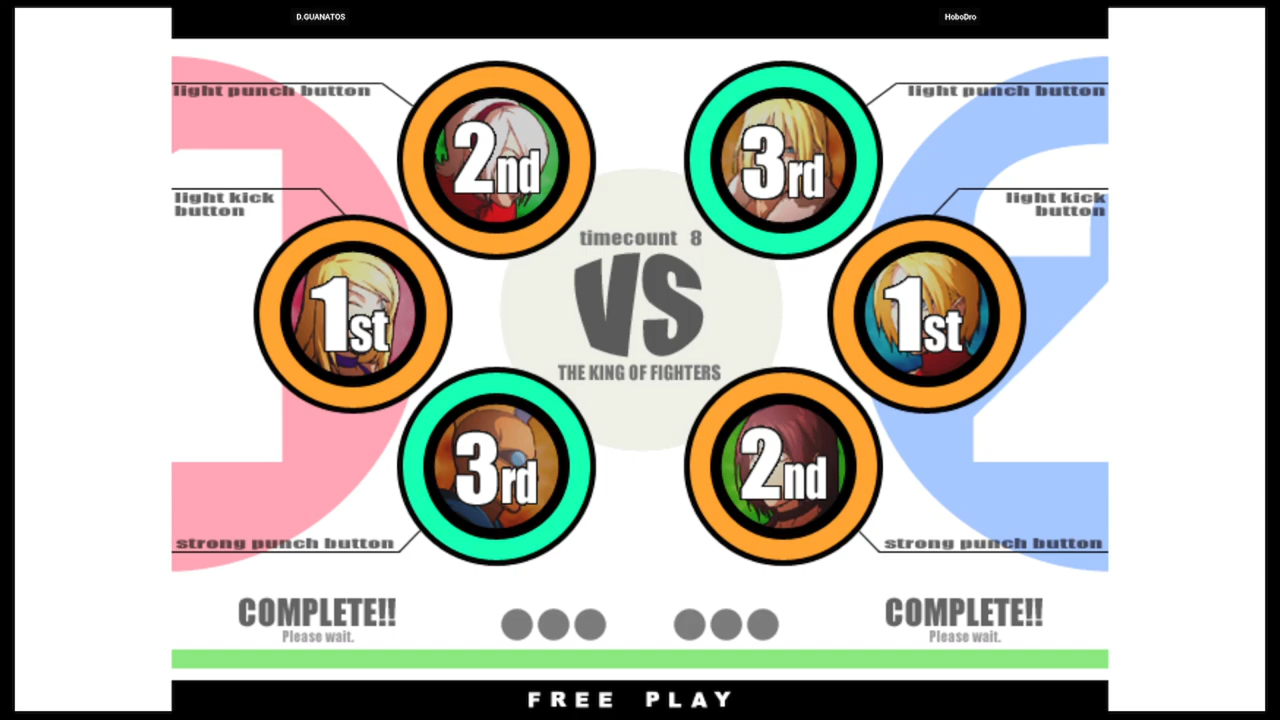 D.GUANATOS
HoboDro
light punch button
light punch button
2nd
3rd
light kick
button
light kick
button
timecount 8
VS
THE KING OF FIGHTERS
1st
1st
3rd
2nd
strong punch button
strong punch button
COMPLETE!!
Please wait.
COMPLETE!!
Please wait.
FREE PLAY